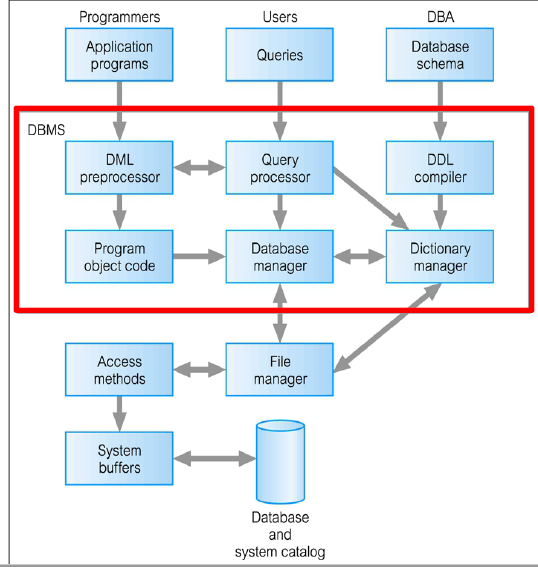 Programmers
Users
DBA
Application
programs
Queries
Database
schema
DBMS
DML
preprocessor
Query
processor
DDL
compiler
Program
object code
Database
manager
Dictionary
manager
Access
methods
File
manager
System
buffers
Database
and
system catalog